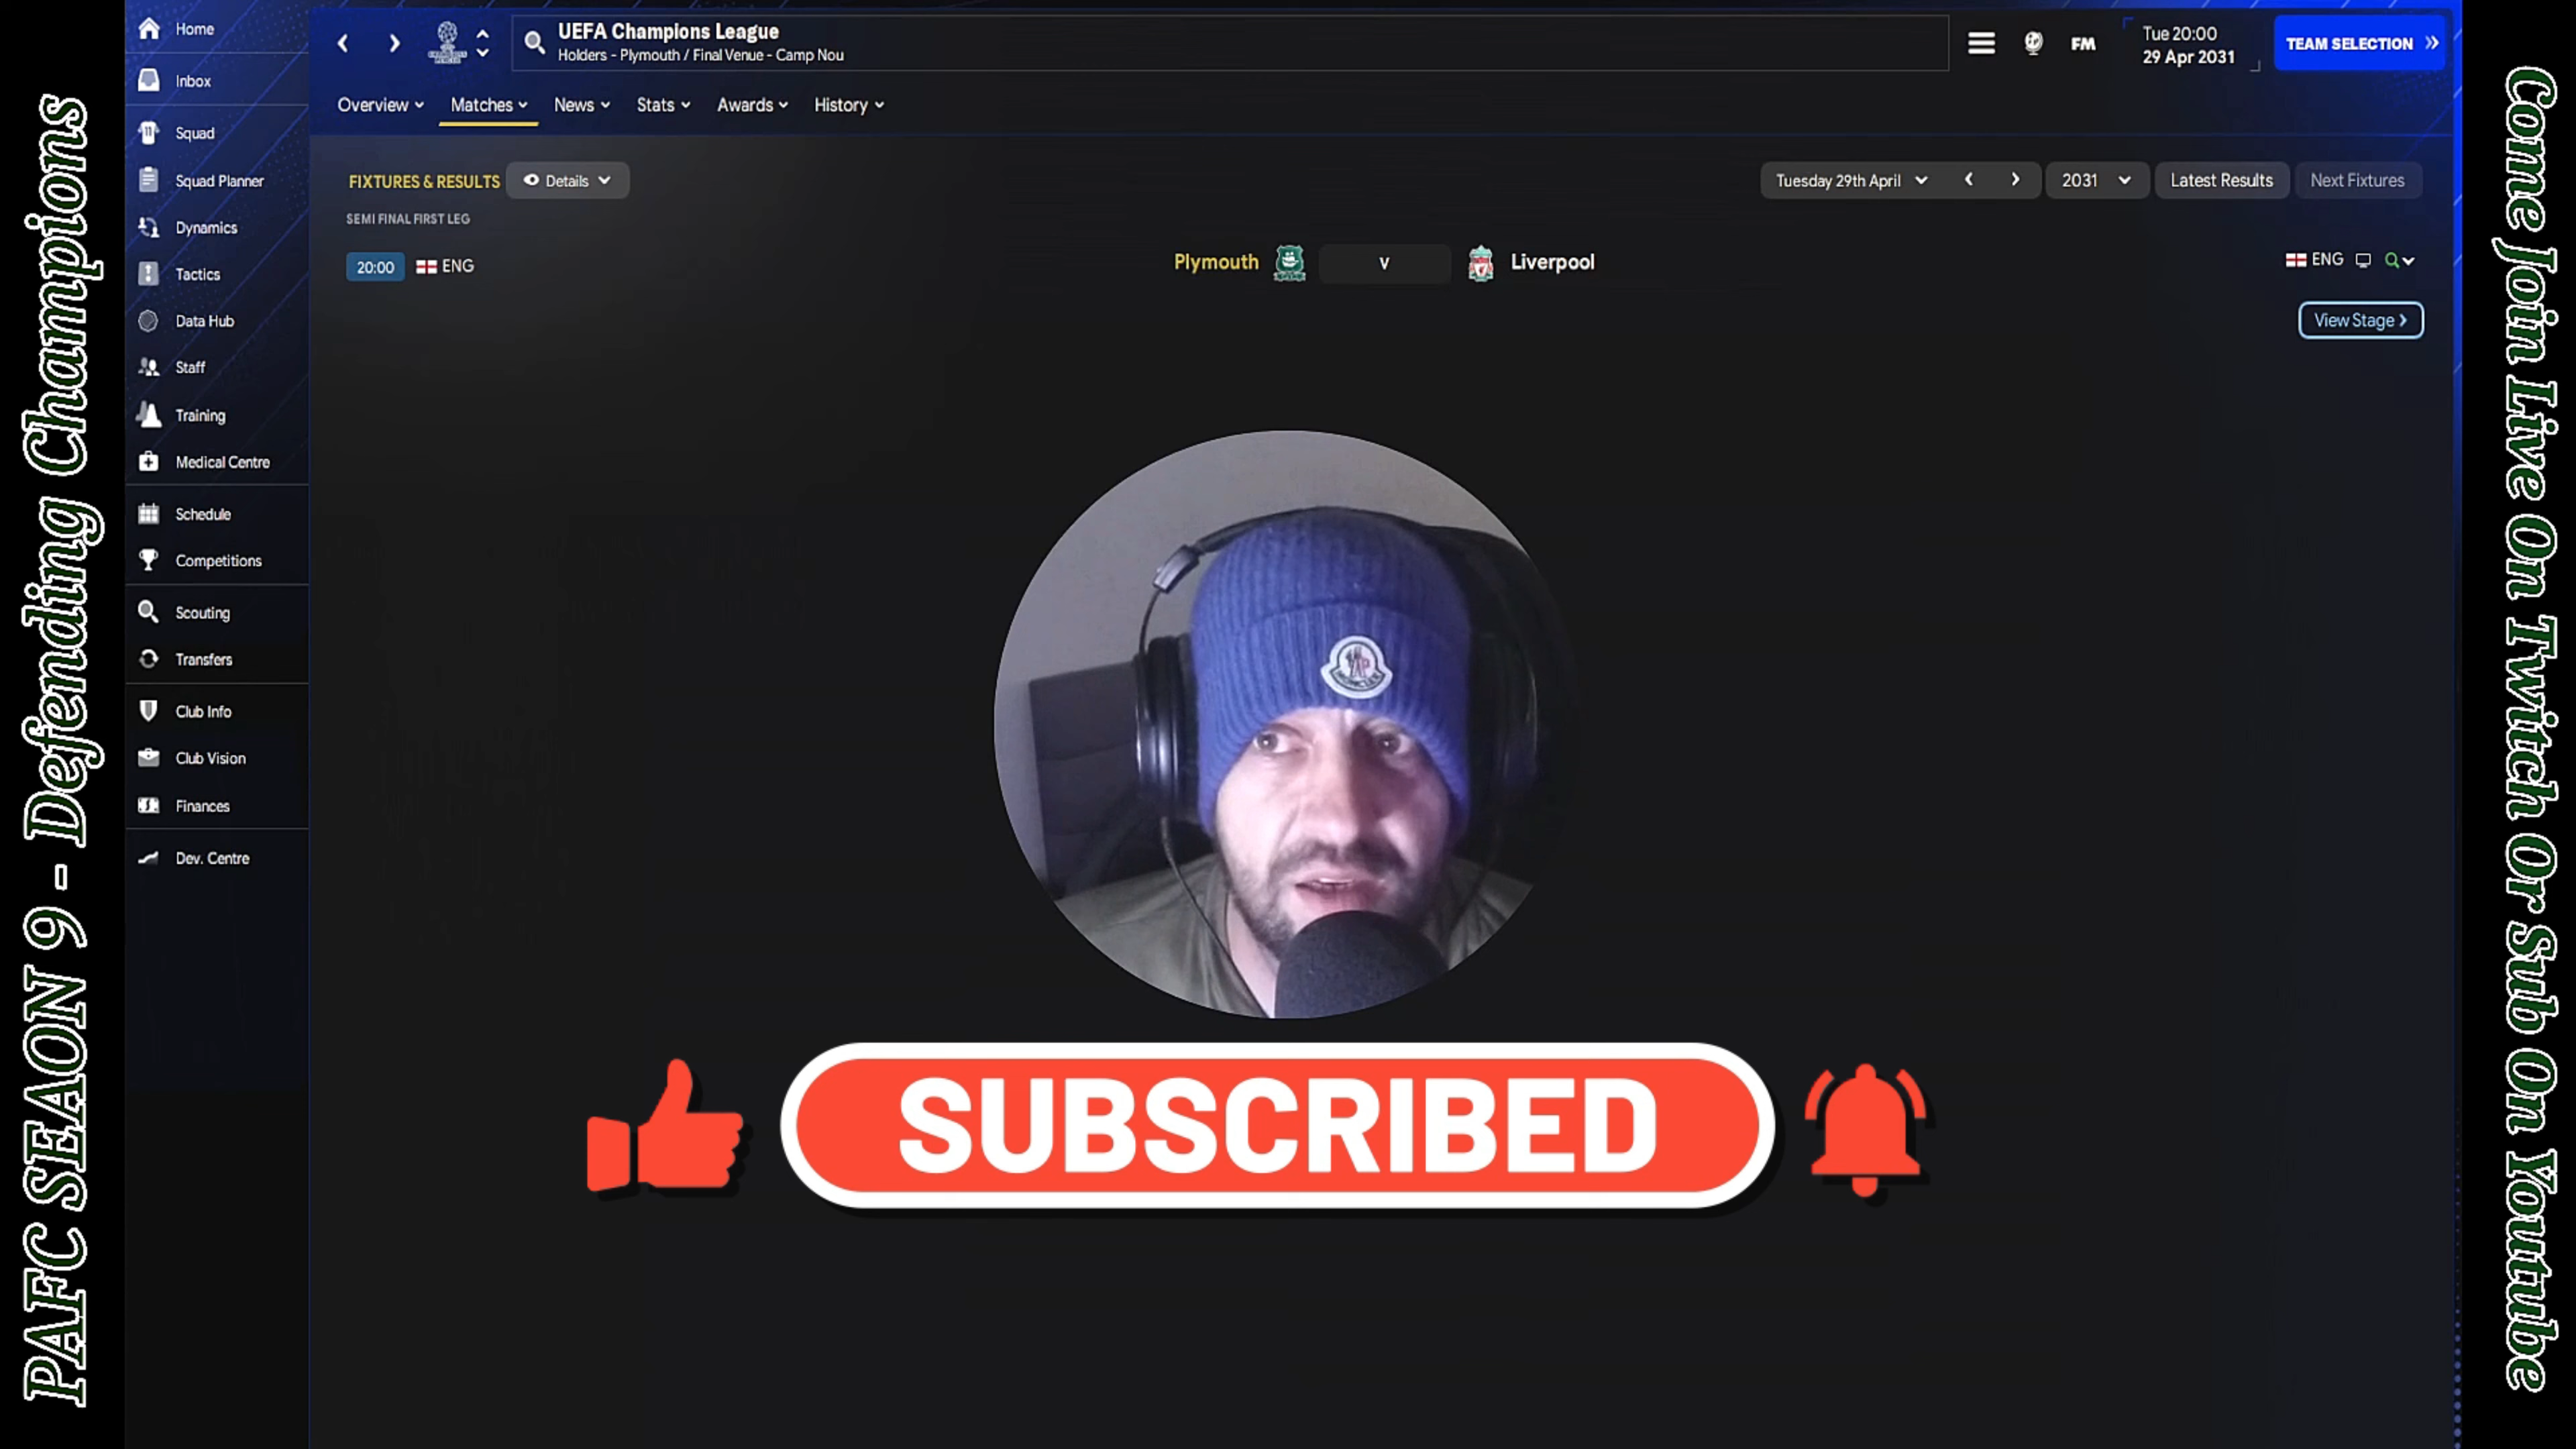 PAFC SEAON 9 - Defending Champions
Home
Inbox
Squad
Squad Planner
Dynamics
Tactics
Data Hub
Staff
Training
Medical Centre
Schedule
Competitions
Scouting
Transfers
Club Info
Club Vision
Finances
Dev. Centre
UEFA Champions League
Holders - Plymouth / Final Venue - Camp Nou
FM
Tue 20:00
29 Apr 2031
TEAM SELECTION
Overview Matches News Stats Awards History
FIXTURES & RESULTS Details
Tuesday 29th April 2031 Latest Results Next Fixtures
SEMI FINAL FIRST LEG
20:00 ENG Plymouth v Liverpool ENG
View Stage
MONCLER
SUBSCRIBED
Come Join Live On Twitch Or Sub On Youtube